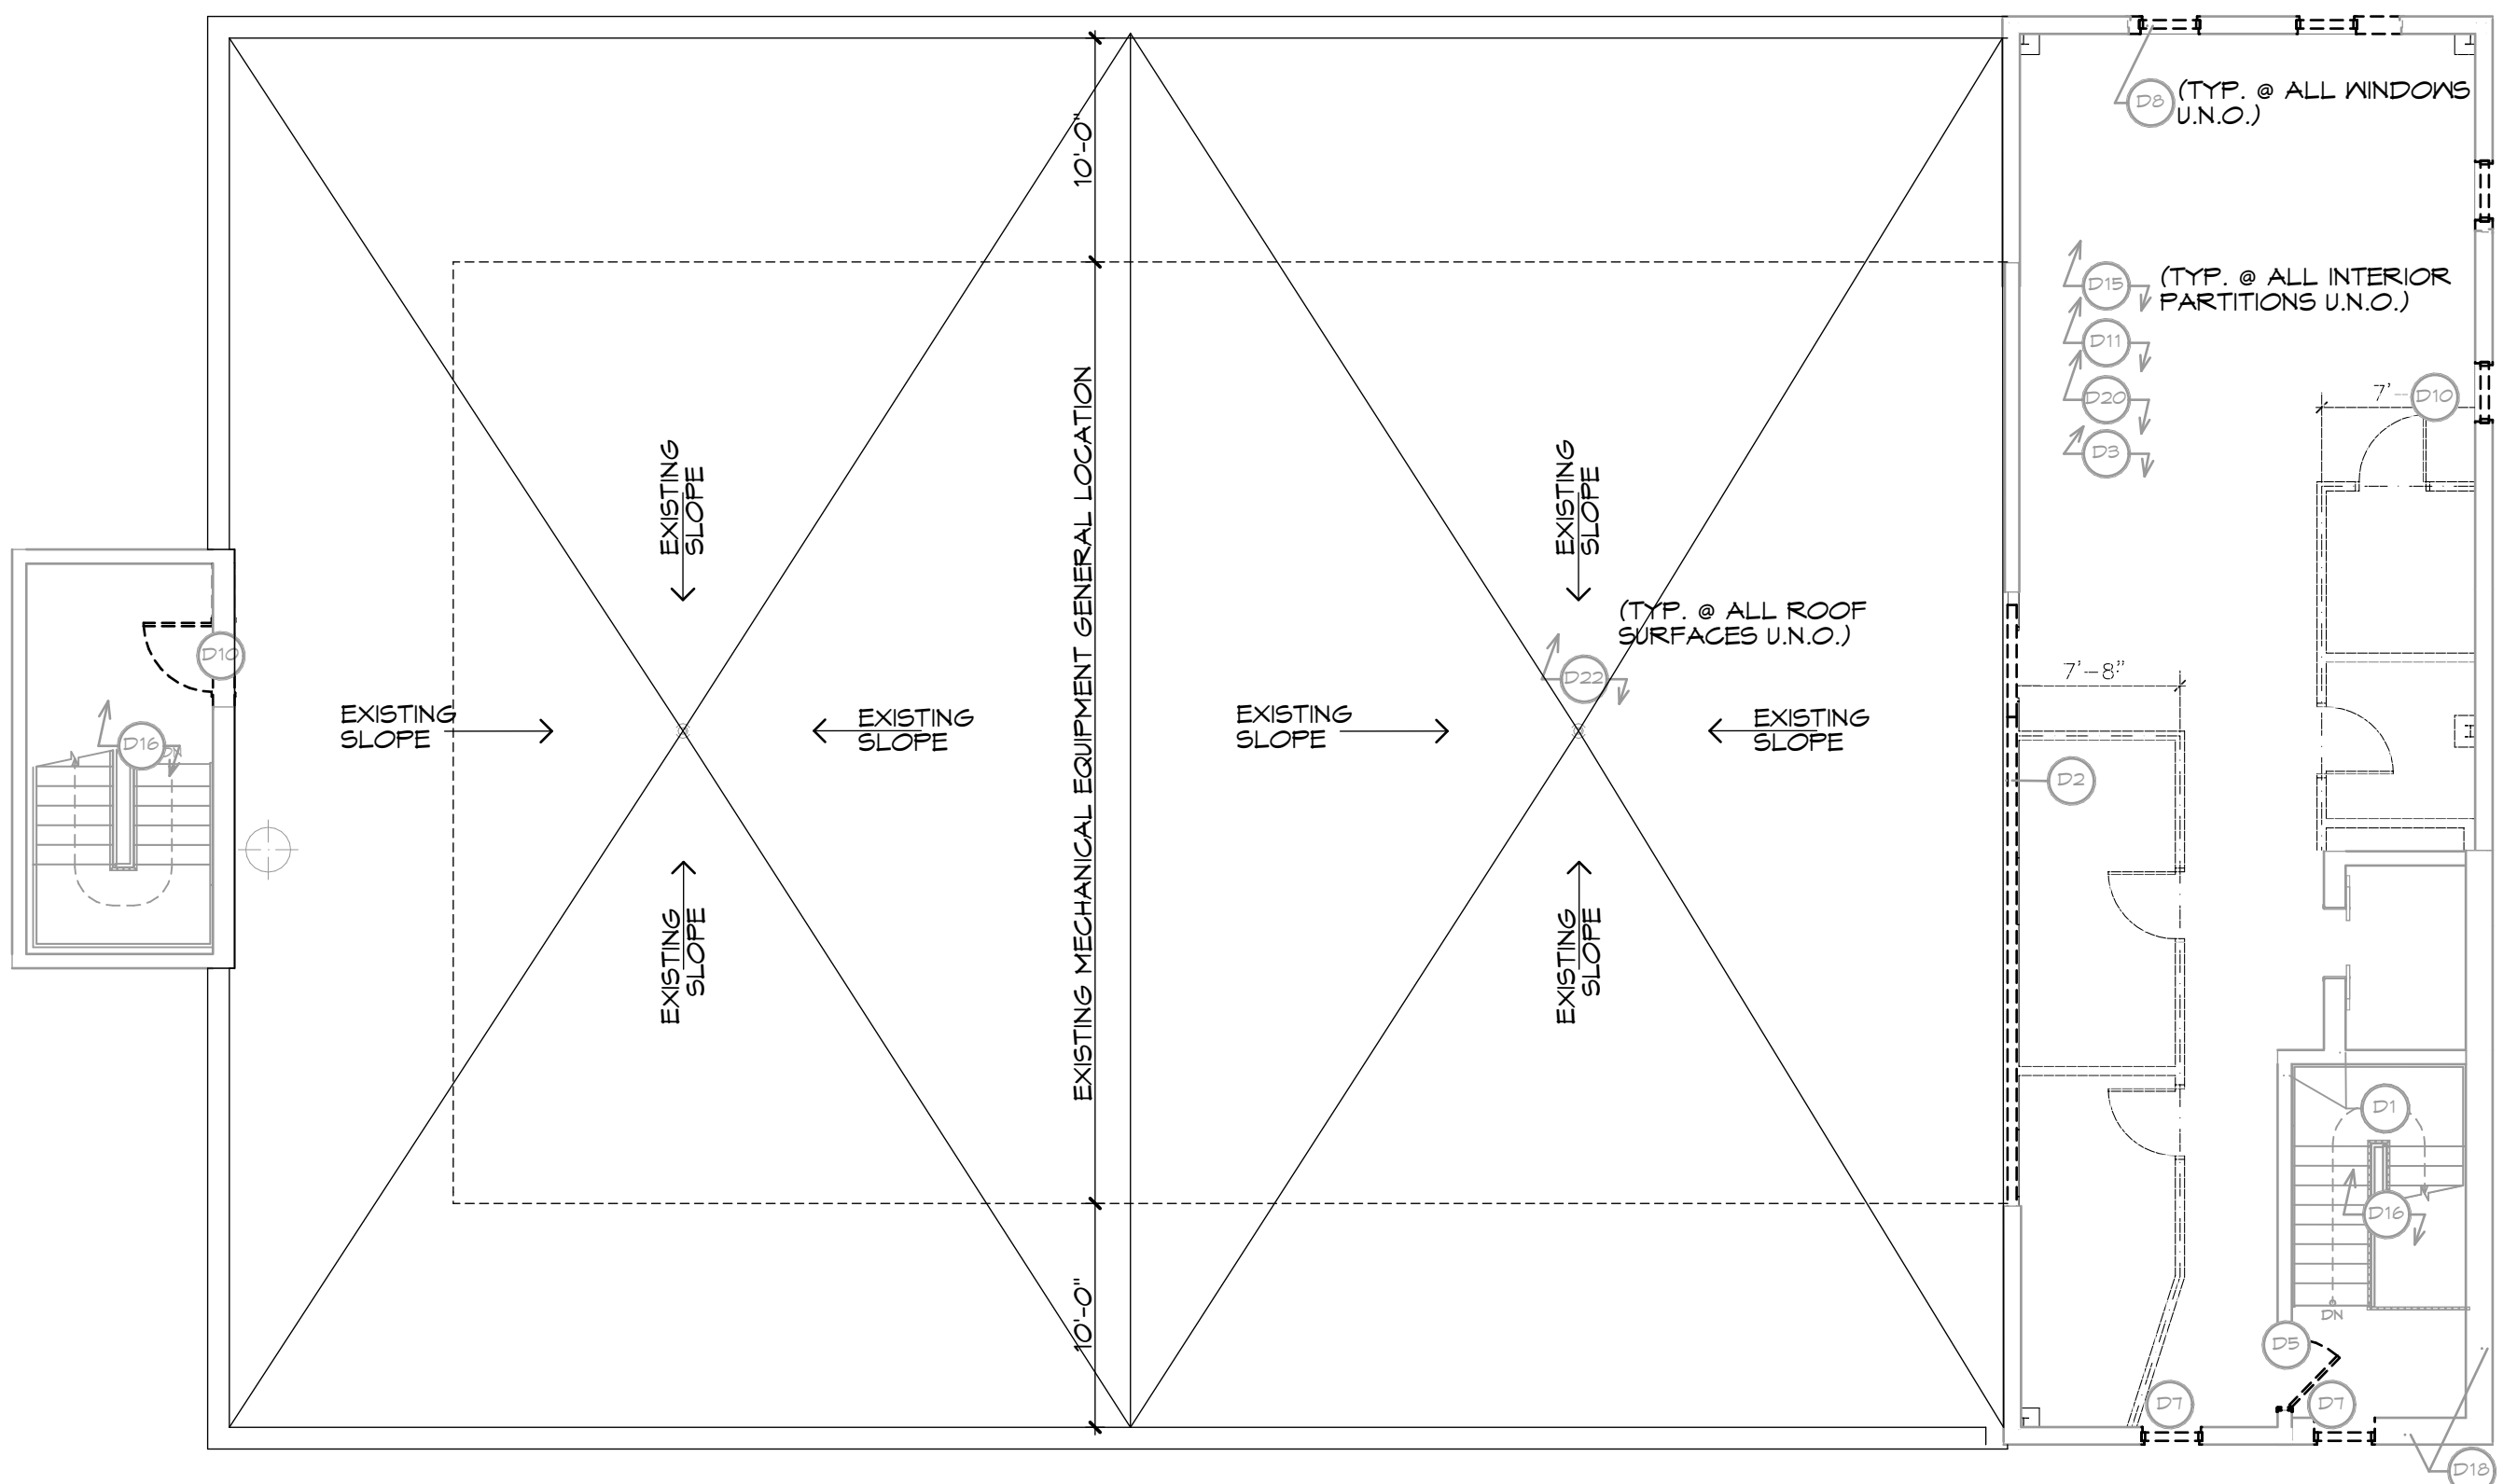 D8
(TYP. @ ALL WINDOWS
U.N.O.)
10'-0"
D15
(TYP. @ ALL INTERIOR
PARTITIONS U.N.O.)
D11
D20
D3
7'
D10
EXISTING
SLOPE
EXISTING
SLOPE
EXISTING MECHANICAL EQUIPMENT GENERAL LOCATION
(TYP. @ ALL ROOF
SURFACES U.N.O.)
D22
D10
7'-8"
EXISTING
SLOPE
EXISTING
SLOPE
EXISTING
SLOPE
EXISTING
SLOPE
D16
DN
D2
EXISTING
SLOPE
EXISTING
SLOPE
D1
D16
DN
10'-0"
D5
D7
D7
D18